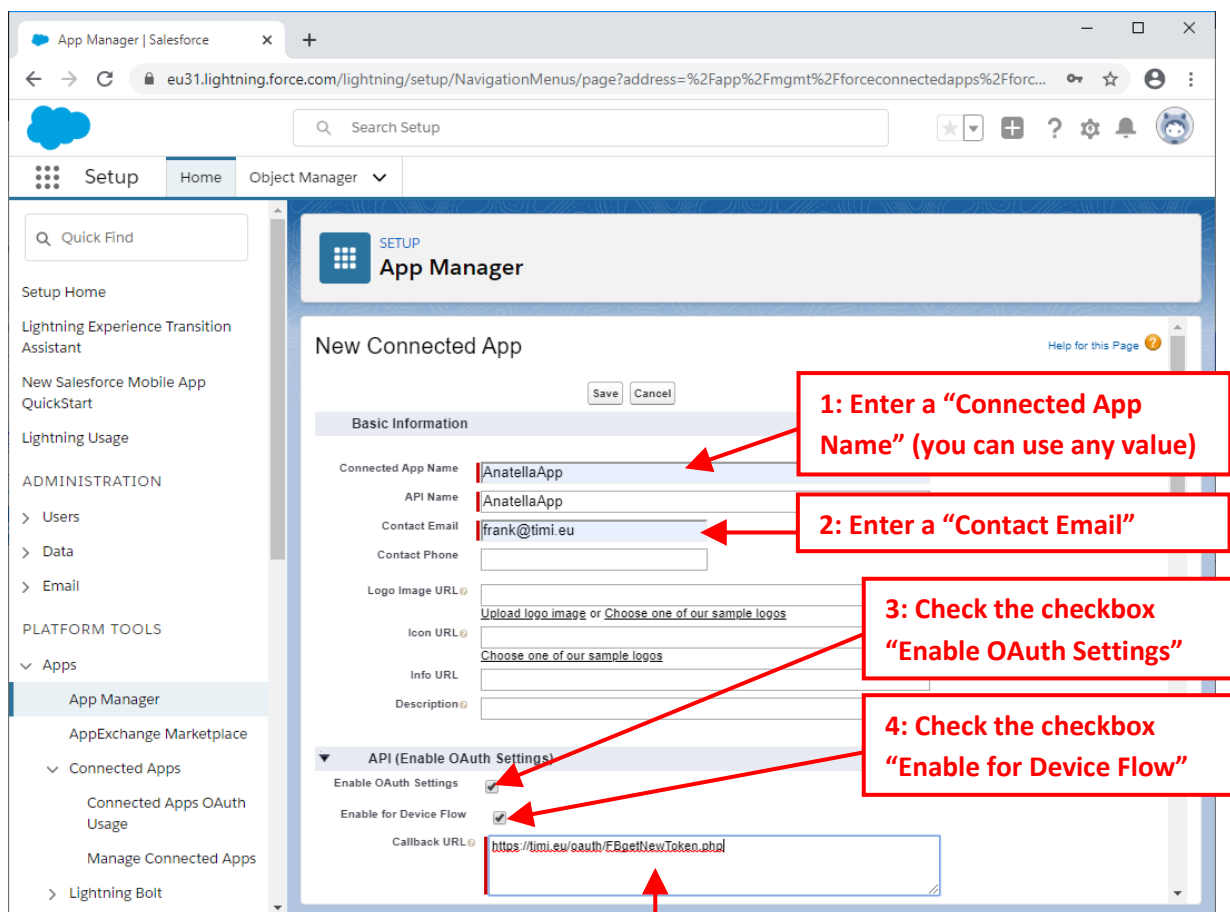 App Manager | Salesforce
eu31.lightning.force.com/lightning/setup/NavigationMenus/page?address=%2Fapp%2Fmgmt%2Fforceconnectedapps%2Fforc...
Search Setup
Setup
Home
Object Manager
Quick Find
Setup Home
Lightning Experience Transition
Assistant
New Salesforce Mobile App
QuickStart
Lightning Usage
ADMINISTRATION
> Users
> Data
> Email
PLATFORM TOOLS
Apps
App Manager
AppExchange Marketplace
Connected Apps
Connected Apps OAuth
Usage
Manage Connected Apps
> Lightning Bolt
SETUP
App Manager
New Connected App
Help for this Page
Save Cancel
Basic Information
Connected App Name AnatellaApp
API Name AnatellaApp
Contact Email frank@timi.eu
Contact Phone
Logo Image URL
Upload logo image or Choose one of our sample logos
Icon URL
Choose one of our sample logos
Info URL
Description
API (Enable OAuth Settings)
Enable OAuth Settings
Enable for Device Flow
Callback URL https://timi.eu/oauth/FBgetNewToken.php
1: Enter a “Connected App
Name” (you can use any value)
2: Enter a “Contact Email”
3: Check the checkbox
“Enable OAuth Settings”
4: Check the checkbox
“Enable for Device Flow”